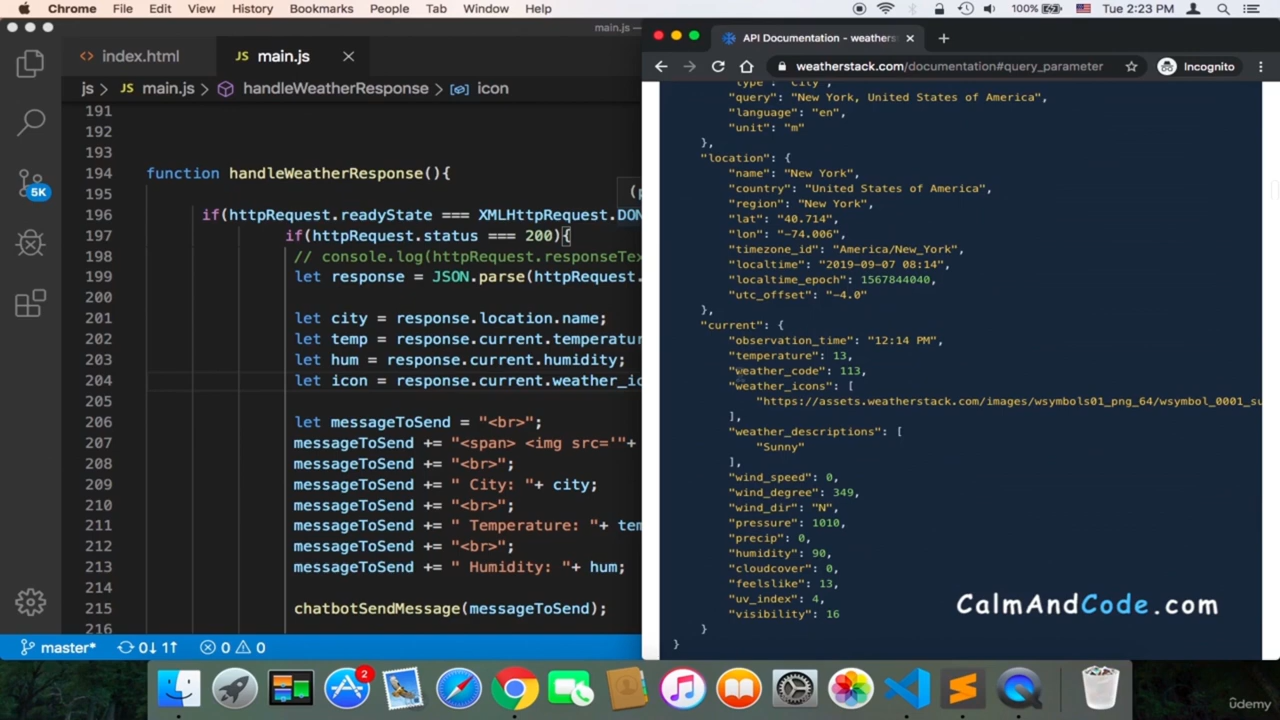 Chrome File Edit View History Bookmarks People Tab Window Help 100% Tue 2:23 PM
main.js —
index.html JS main.js
js > JS main.js > handleWeatherResponse > icon
191
192
193
194 function handleWeatherResponse(){
195 (
196 if(httpRequest.readyState === XMLHttpRequest.DON
197 if(httpRequest.status === 200){
198 // console.log(httpRequest.responseTex
199 let response = JSON.parse(httpRequest.
200
201 let city = response.location.name;
202 let temp = response.current.temperatur
203 let hum = response.current.humidity;
204 let icon = response.current.weather_ic
205
206 let messageToSend = "<br>";
207 messageToSend += "<span> <img src='"+
208 messageToSend += "<br>";
209 messageToSend += " City: "+ city;
210 messageToSend += "<br>";
211 messageToSend += " Temperature: "+ tem
212 messageToSend += "<br>";
213 messageToSend += " Humidity: "+ hum;
214
215 chatbotSendMessage(messageToSend);
216
5K
master* 0↓ 1↑ 0 0
API Documentation - weathers
weatherstack.com/documentation#query_parameter Incognito
"type": "City",
"query": "New York, United States of America",
"language": "en",
"unit": "m"
},
"location": {
"name": "New York",
"country": "United States of America",
"region": "New York",
"lat": "40.714",
"lon": "-74.006",
"timezone_id": "America/New_York",
"localtime": "2019-09-07 08:14",
"localtime_epoch": 1567844040,
"utc_offset": "-4.0"
},
"current": {
"observation_time": "12:14 PM",
"temperature": 13,
"weather_code": 113,
"weather_icons": [
"https://assets.weatherstack.com/images/wsymbols01_png_64/wsymbol_0001_su
],
"weather_descriptions": [
"Sunny"
],
"wind_speed": 0,
"wind_degree": 349,
"wind_dir": "N",
"pressure": 1010,
"precip": 0,
"humidity": 90,
"cloudcover": 0,
"feelslike": 13,
"uv_index": 4,
"visibility": 16
}
}
CalmAndCode.com
2
ûdemy